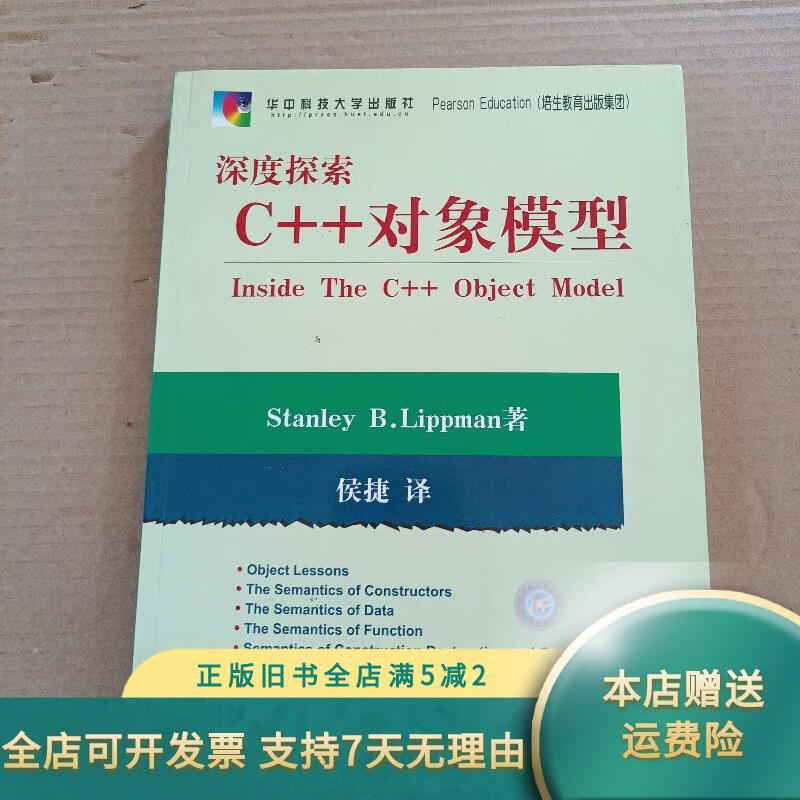 华中科技大学出版社
http://press.hust.edu.cn
Pearson Education (培生教育出版集团)
深度探索
C++对象模型
Inside The C++ Object Model
Stanley B.Lippman著
侯捷 译
• Object Lessons
• The Semantics of Constructors
• The Semantics of Data
• The Semantics of Function
• Semantics of Construction
正版旧书全店满5减2
全店可开发票 支持7天无理由
本店赠送
运费险